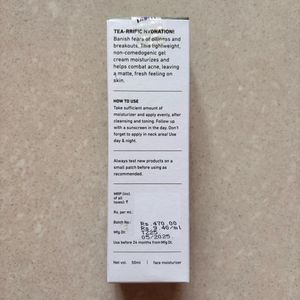 TEA-RRIFIC HYDRATION!
Banish fears of oiliness and
breakouts. This lightweight,
non-comedogenic gel
cream moisturizes and
helps combat acne, leaving
a matte, fresh feeling on
skin.
HOW TO USE
Take sufficient amount of
moisturizer and apply evenly, after
cleansing and toning. Follow up
with a sunscreen in the day. Don't
forget to apply in neck area! Use
day & night.
Always test new products on a
small patch before using as
recommended.
MRP (Incl.
of all
taxes): ₹
Rs. per ml.:
Batch No.:
Mfg Dt:
Rs 470.00
Rs 9.40/ml
05/2025
Use before 24 months from Mfg Dt.
Net vol.
50ml
face moisturizer